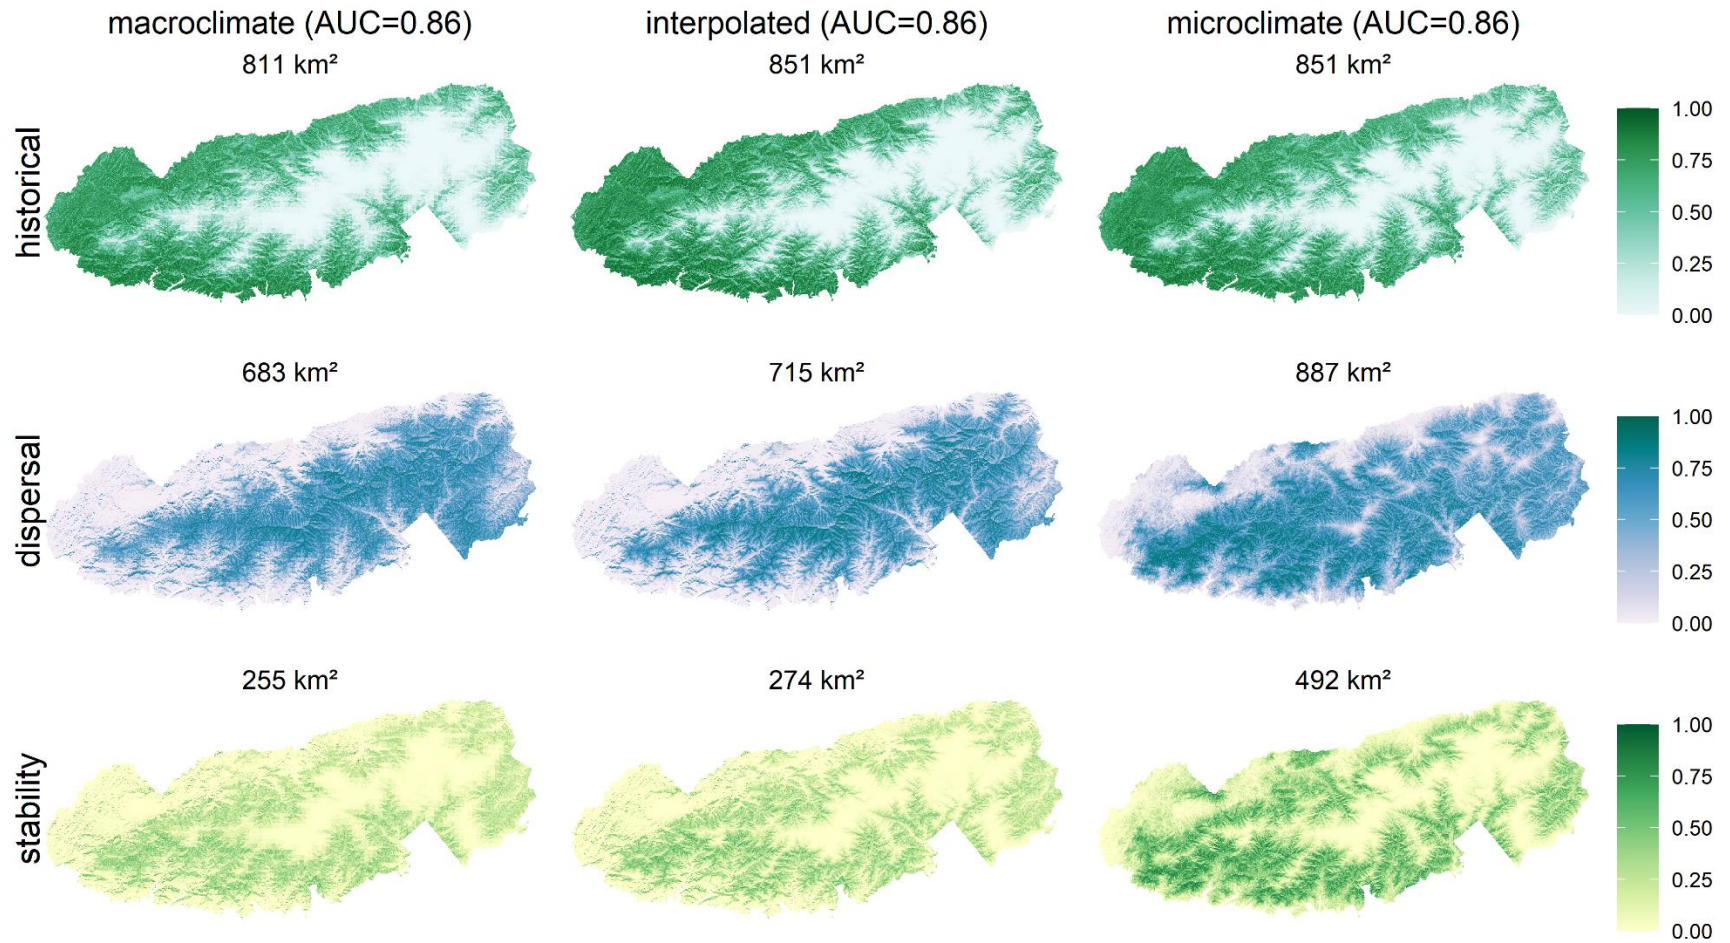 macroclimate (AUC=0.86) interpolated (AUC=0.86) microclimate (AUC=0.86)
811 km² 851 km² 851 km²
historical
1.00
0.75
0.50
0.25
0.00
683 km² 715 km² 887 km²
dispersal
1.00
0.75
0.50
0.25
0.00
255 km² 274 km² 492 km²
stability
1.00
0.75
0.50
0.25
0.00